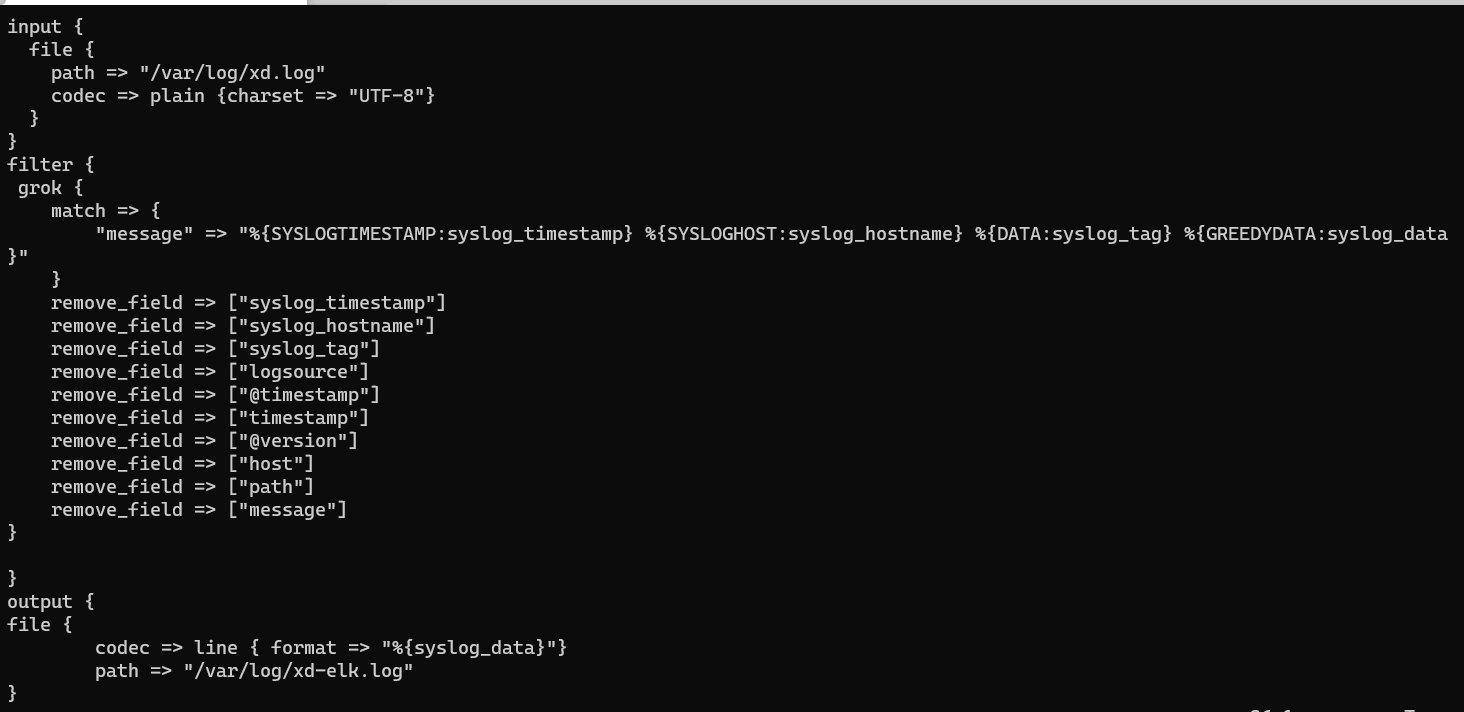 input {
  file {
    path => "/var/log/xd.log"
    codec => plain {charset => "UTF-8"}
  }
}
filter {
 grok {
    match => {
        "message" => "%{SYSLOGTIMESTAMP:syslog_timestamp} %{SYSLOGHOST:syslog_hostname} %{DATA:syslog_tag} %{GREEDYDATA:syslog_data
}"
    }
    remove_field => ["syslog_timestamp"]
    remove_field => ["syslog_hostname"]
    remove_field => ["syslog_tag"]
    remove_field => ["logsource"]
    remove_field => ["@timestamp"]
    remove_field => ["timestamp"]
    remove_field => ["@version"]
    remove_field => ["host"]
    remove_field => ["path"]
    remove_field => ["message"]
}

}
output {
file {
        codec => line { format => "%{syslog_data}"}
        path => "/var/log/xd-elk.log"
}